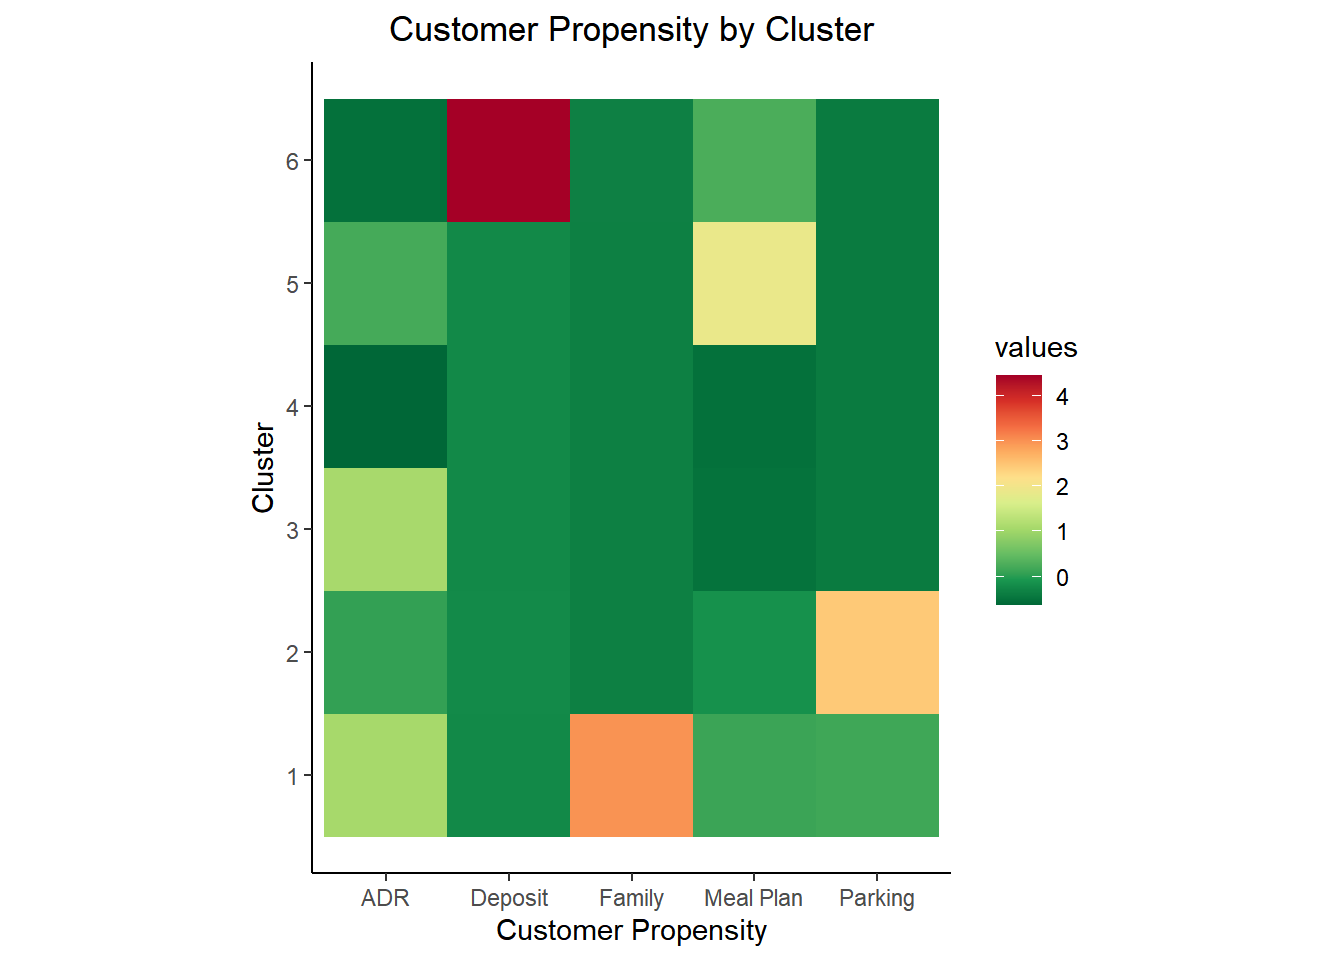 Customer Propensity by Cluster
6
5
4
3
2
1
Cluster
ADR Deposit Family Meal Plan Parking
Customer Propensity
values
4
3
2
1
0